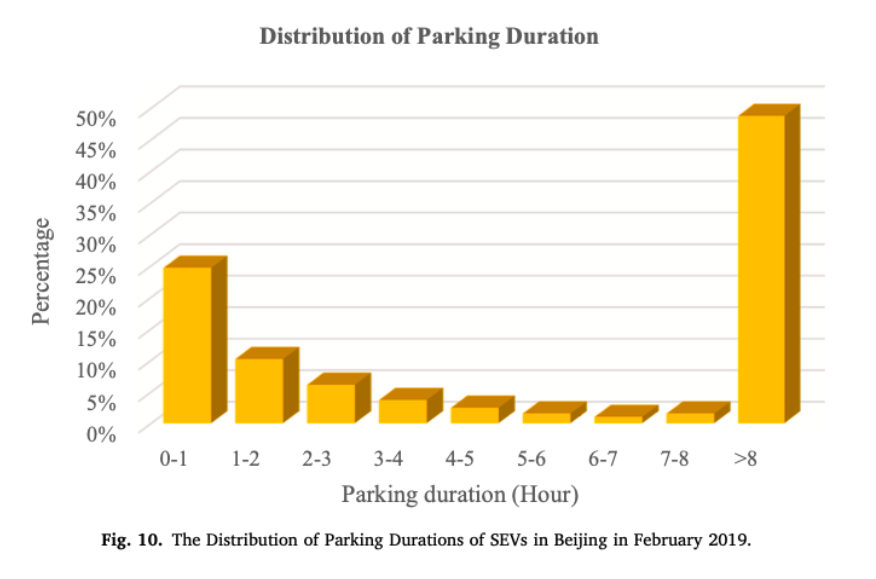 Distribution of Parking Duration
50%
45%
40%
35%
30%
25%
20%
15%
10%
5%
0%
Percentage
0-1 1-2 2-3 3-4 4-5 5-6 6-7 7-8 >8
Parking duration (Hour)
Fig. 10. The Distribution of Parking Durations of SEVs in Beijing in February 2019.